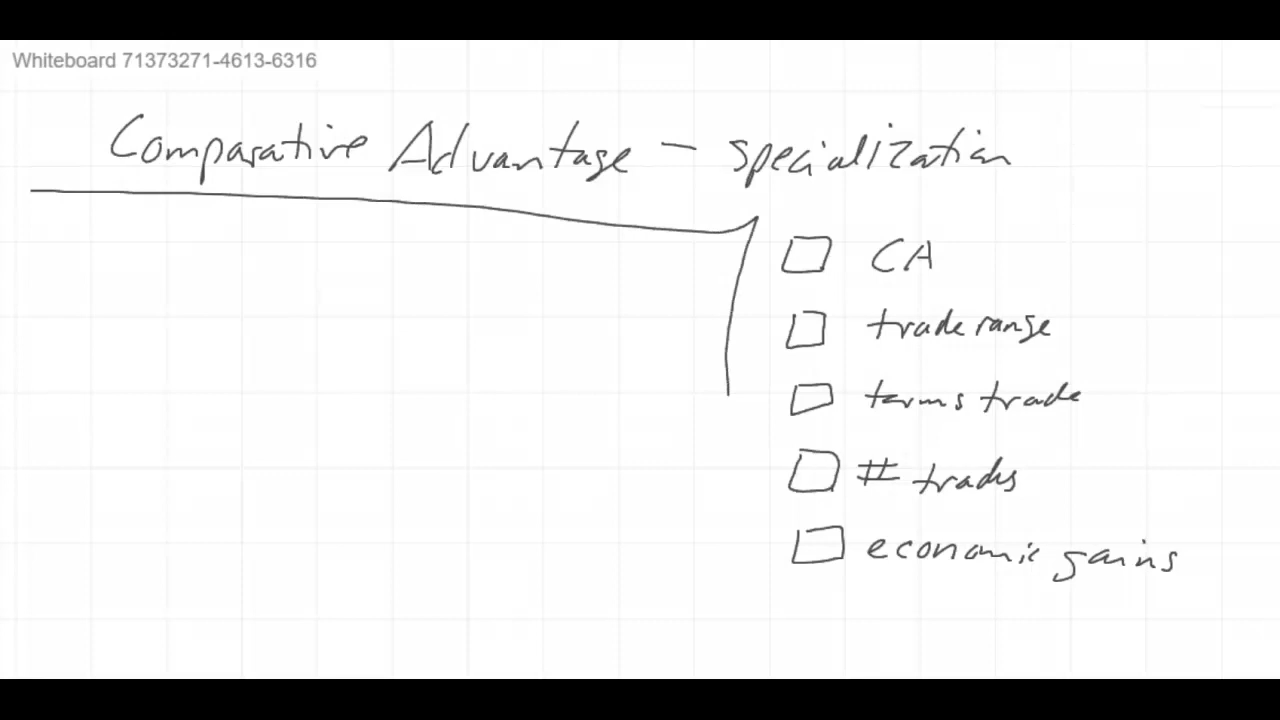 Whiteboard 71373271-4613-6316
Comparative Advantage - specialization
CA
trade range
terms trade
# trades
economic gains